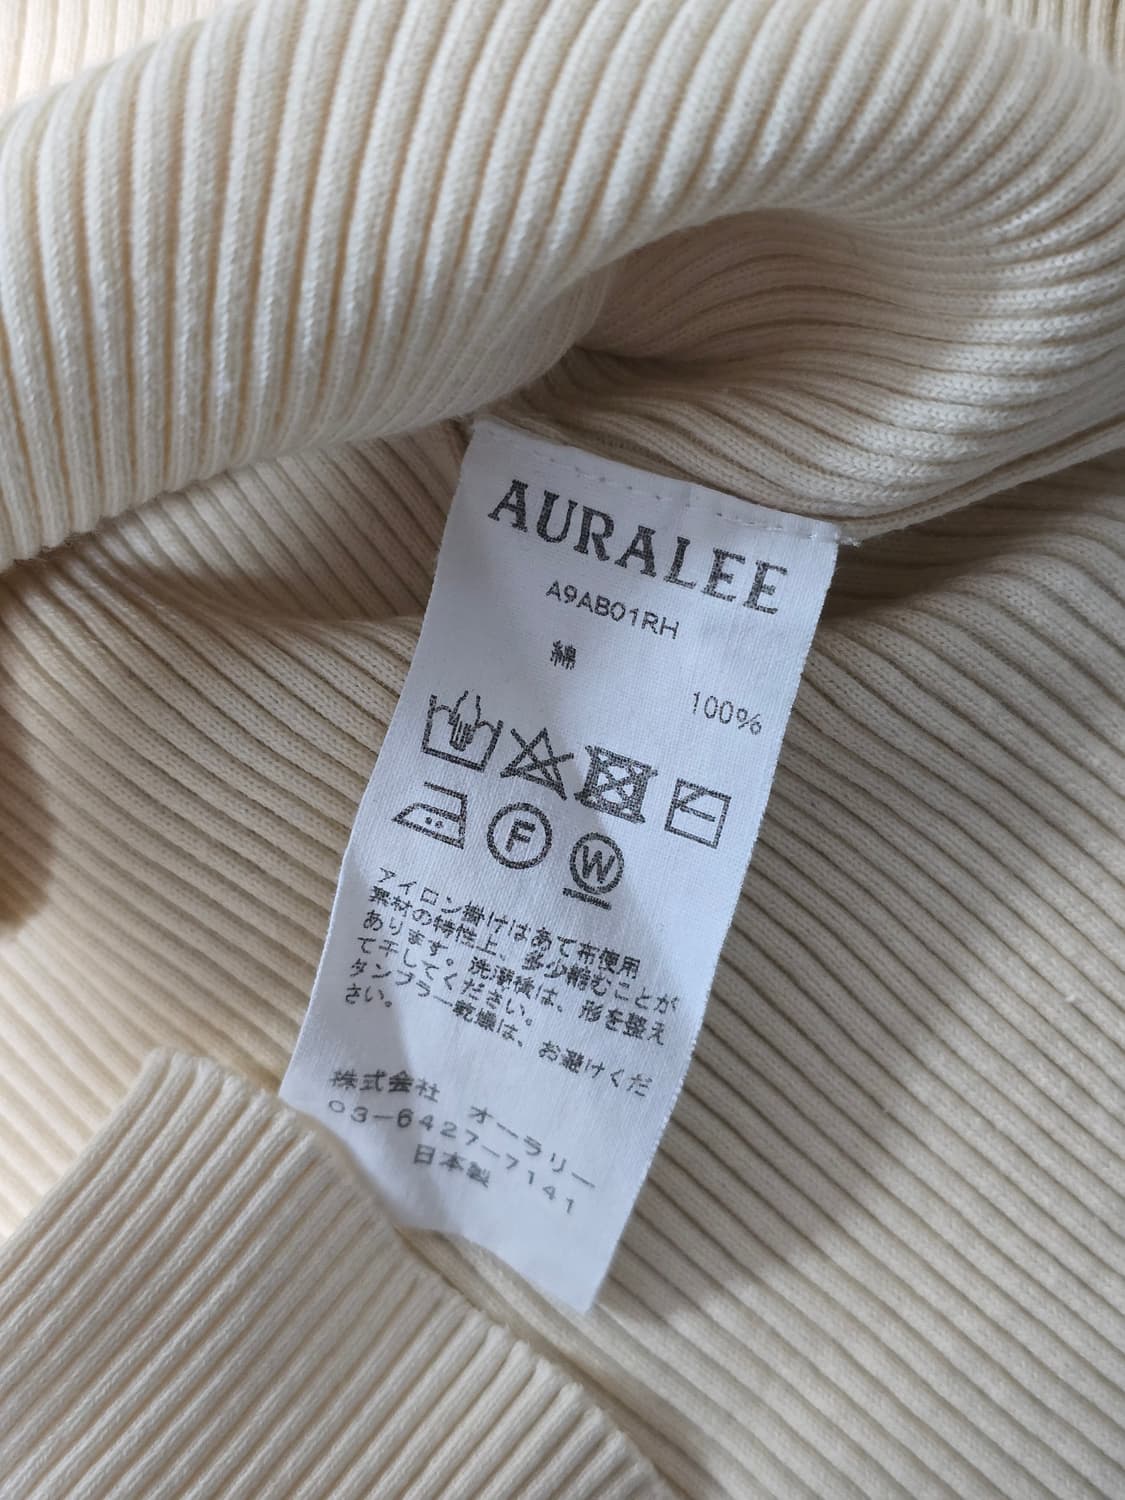 AURALEE
A9AB01RH
綿 100%
F
W
アイロン掛けはあて布使用
素材の特性上、多少縮むことが
あります。洗濯後は、形を整え
て干してください。
タンブラー乾燥は、お避けくだ
さい。
株式会社 オーラリー
03-6427-7141
日本製